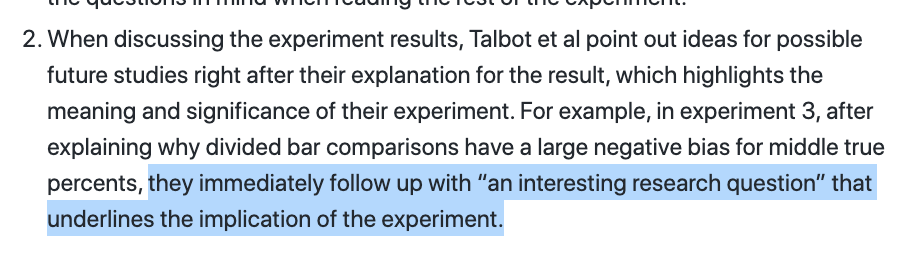 the questions in mind when reading the rest of the experiment.
2. When discussing the experiment results, Talbot et al point out ideas for possible
future studies right after their explanation for the result, which highlights the
meaning and significance of their experiment. For example, in experiment 3, after
explaining why divided bar comparisons have a large negative bias for middle true
percents, they immediately follow up with “an interesting research question” that
underlines the implication of the experiment.